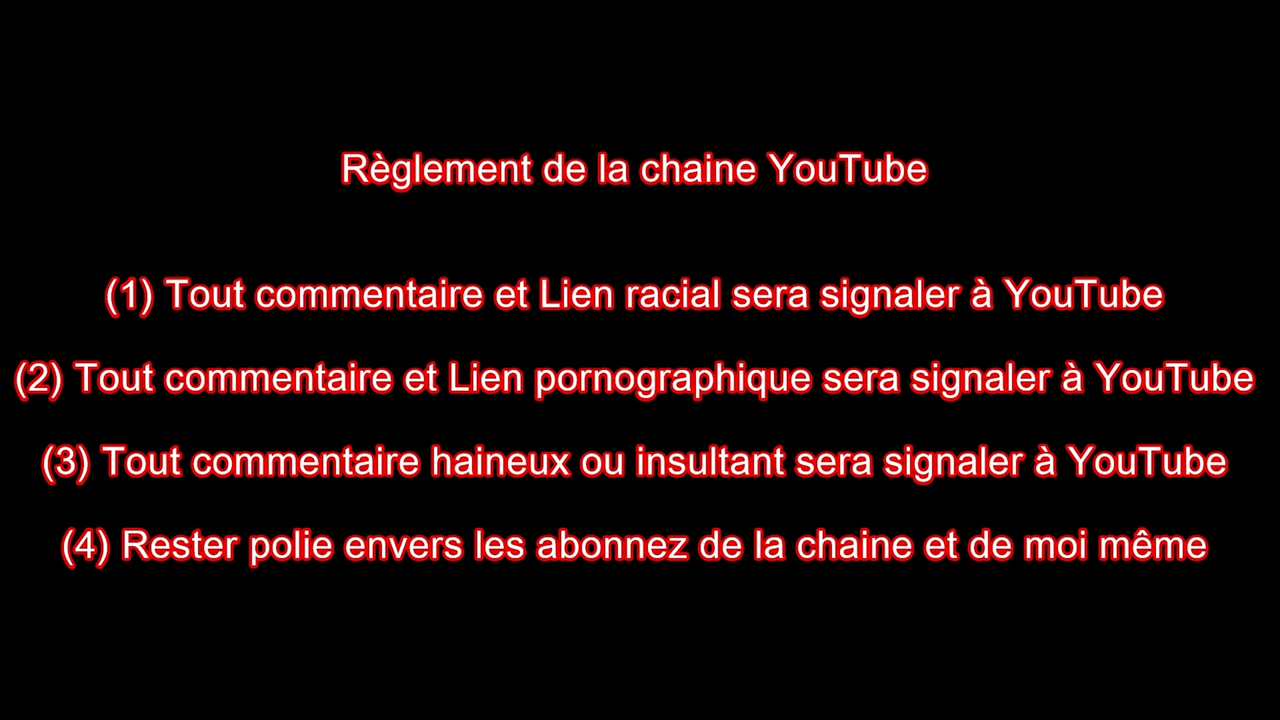 Règlement de la chaine YouTube
(1) Tout commentaire et Lien racial sera signaler à YouTube
(2) Tout commentaire et Lien pornographique sera signaler à YouTube
(3) Tout commentaire haineux ou insultant sera signaler à YouTube
(4) Rester polie envers les abonnez de la chaine et de moi même